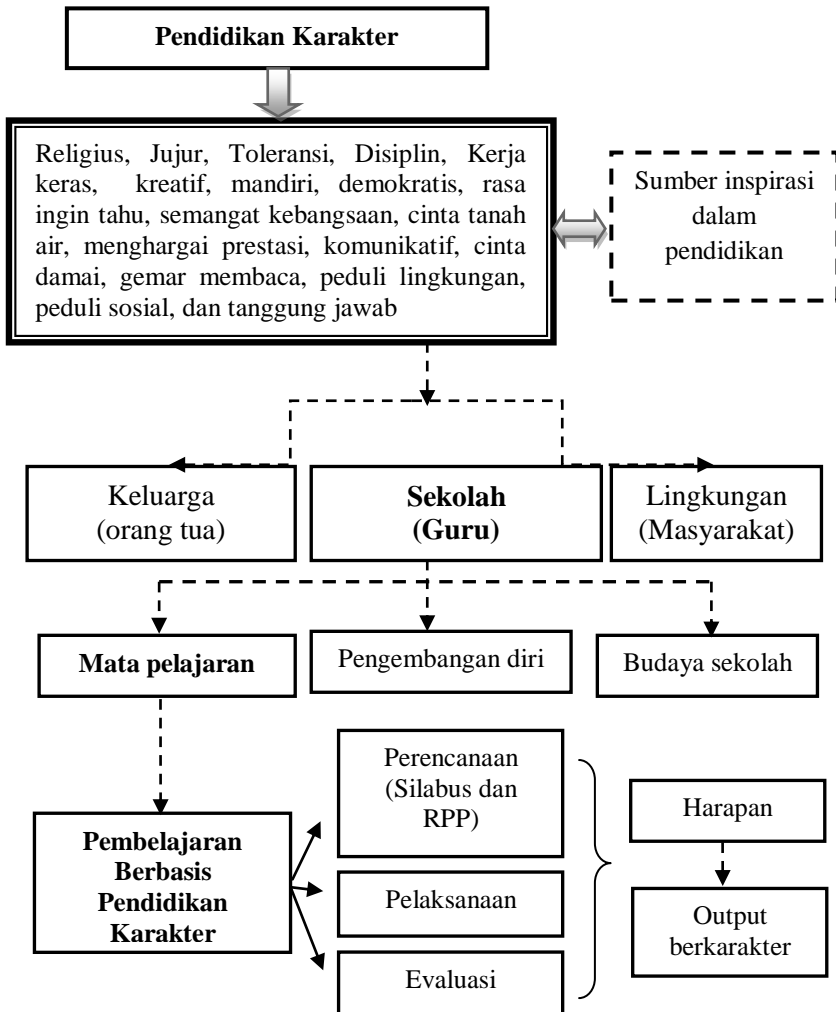 Pendidikan Karakter
Religius, Jujur, Toleransi, Disiplin, Kerja
keras, kreatif, mandiri, demokratis, rasa
ingin tahu, semangat kebangsaan, cinta tanah
air, menghargai prestasi, komunikatif, cinta
damai, gemar membaca, peduli lingkungan,
peduli sosial, dan tanggung jawab
Sumber inspirasi
dalam
pendidikan
Keluarga
(orang tua)
Sekolah
(Guru)
Lingkungan
(Masyarakat)
Mata pelajaran
Pengembangan diri
Budaya sekolah
Pembelajaran
Berbasis
Pendidikan
Karakter
Perencanaan
(Silabus dan
RPP)
Pelaksanaan
Evaluasi
Harapan
Output
berkarakter